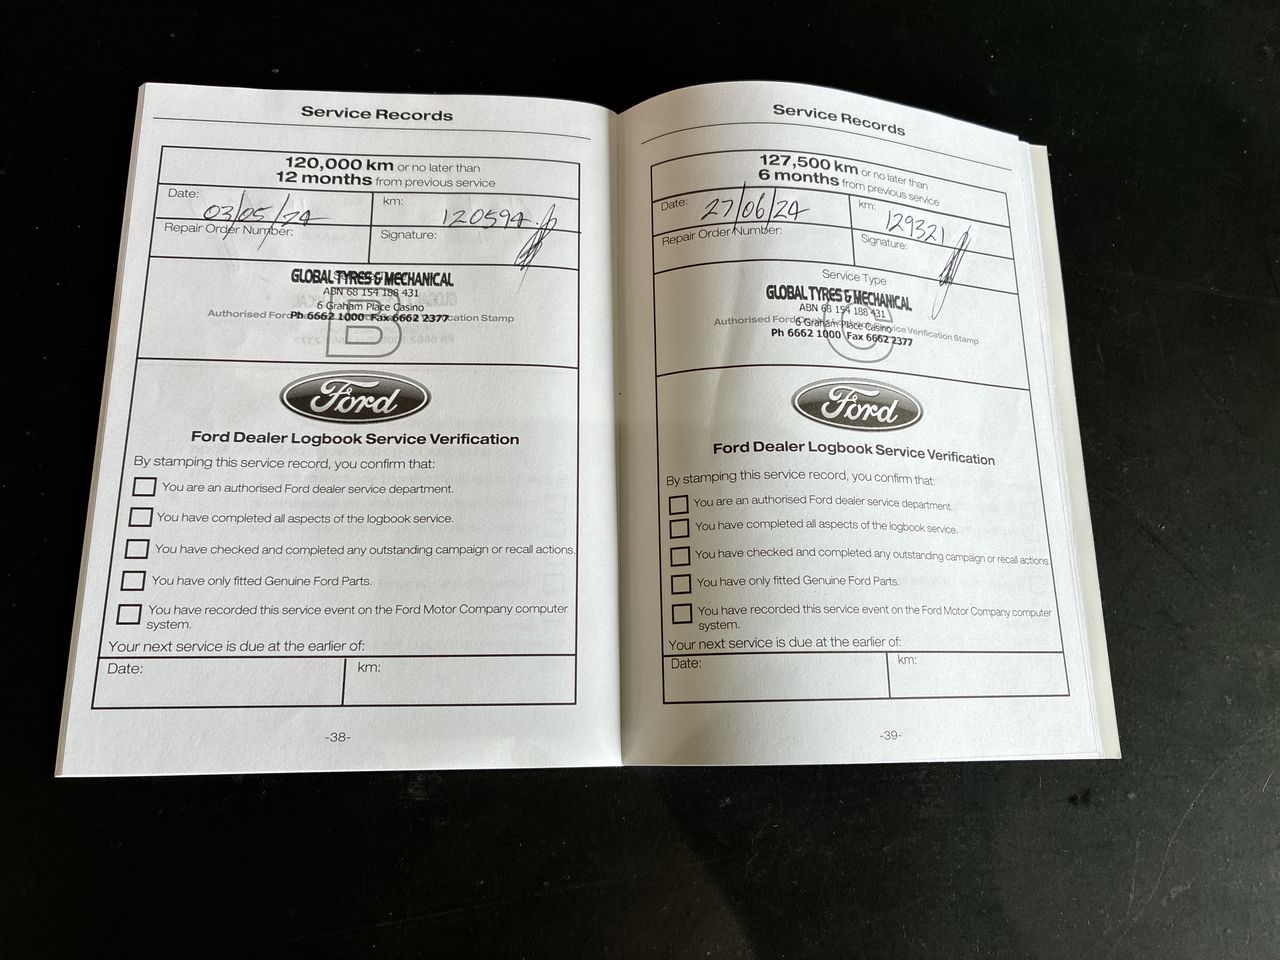 Service Records
120,000 km or no later than
12 months from previous service
Date:
03/05/24
km:
120594
Repair Order Number:
Signature:
GLOBAL TYRES & MECHANICAL
ABN 68 154 188 431
6 Graham Place Casino
Ph 6662 1000 Fax 6662 2377
B
Ford
Ford Dealer Logbook Service Verification
By stamping this service record, you confirm that:
You are an authorised Ford dealer service department.
You have completed all aspects of the logbook service.
You have checked and completed any outstanding campaign or recall actions.
You have only fitted Genuine Ford Parts.
You have recorded this service event on the Ford Motor Company computer
system.
Your next service is due at the earlier of:
Date:
km:
-38-
Service Records
127,500 km or no later than
6 months from previous service
Date:
27/06/24
km:
129321
Repair Order Number:
Signature:
Service Type
GLOBAL TYRES & MECHANICAL
ABN 68 154 188 431
6 Graham Place Casino
Ph 6662 1000 Fax 6662 2377
C
Ford
Ford Dealer Logbook Service Verification
By stamping this service record, you confirm that:
You are an authorised Ford dealer service department.
You have completed all aspects of the logbook service.
You have checked and completed any outstanding campaign or recall actions.
You have only fitted Genuine Ford Parts.
You have recorded this service event on the Ford Motor Company computer
system.
Your next service is due at the earlier of:
Date:
km:
-39-